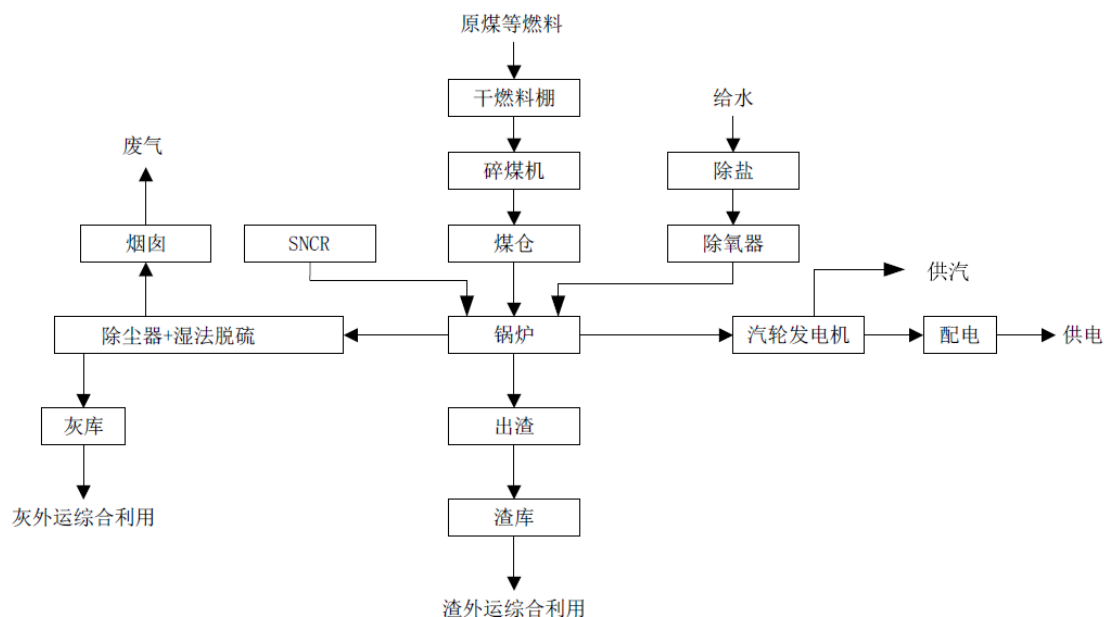 原煤等燃料
干燃料棚
给水
废气
碎煤机
除盐
烟囱
SNCR
煤仓
除氧器
供汽
除尘器+湿法脱硫
锅炉
汽轮发电机
配电
供电
灰库
出渣
灰外运综合利用
渣库
渣外运综合利用